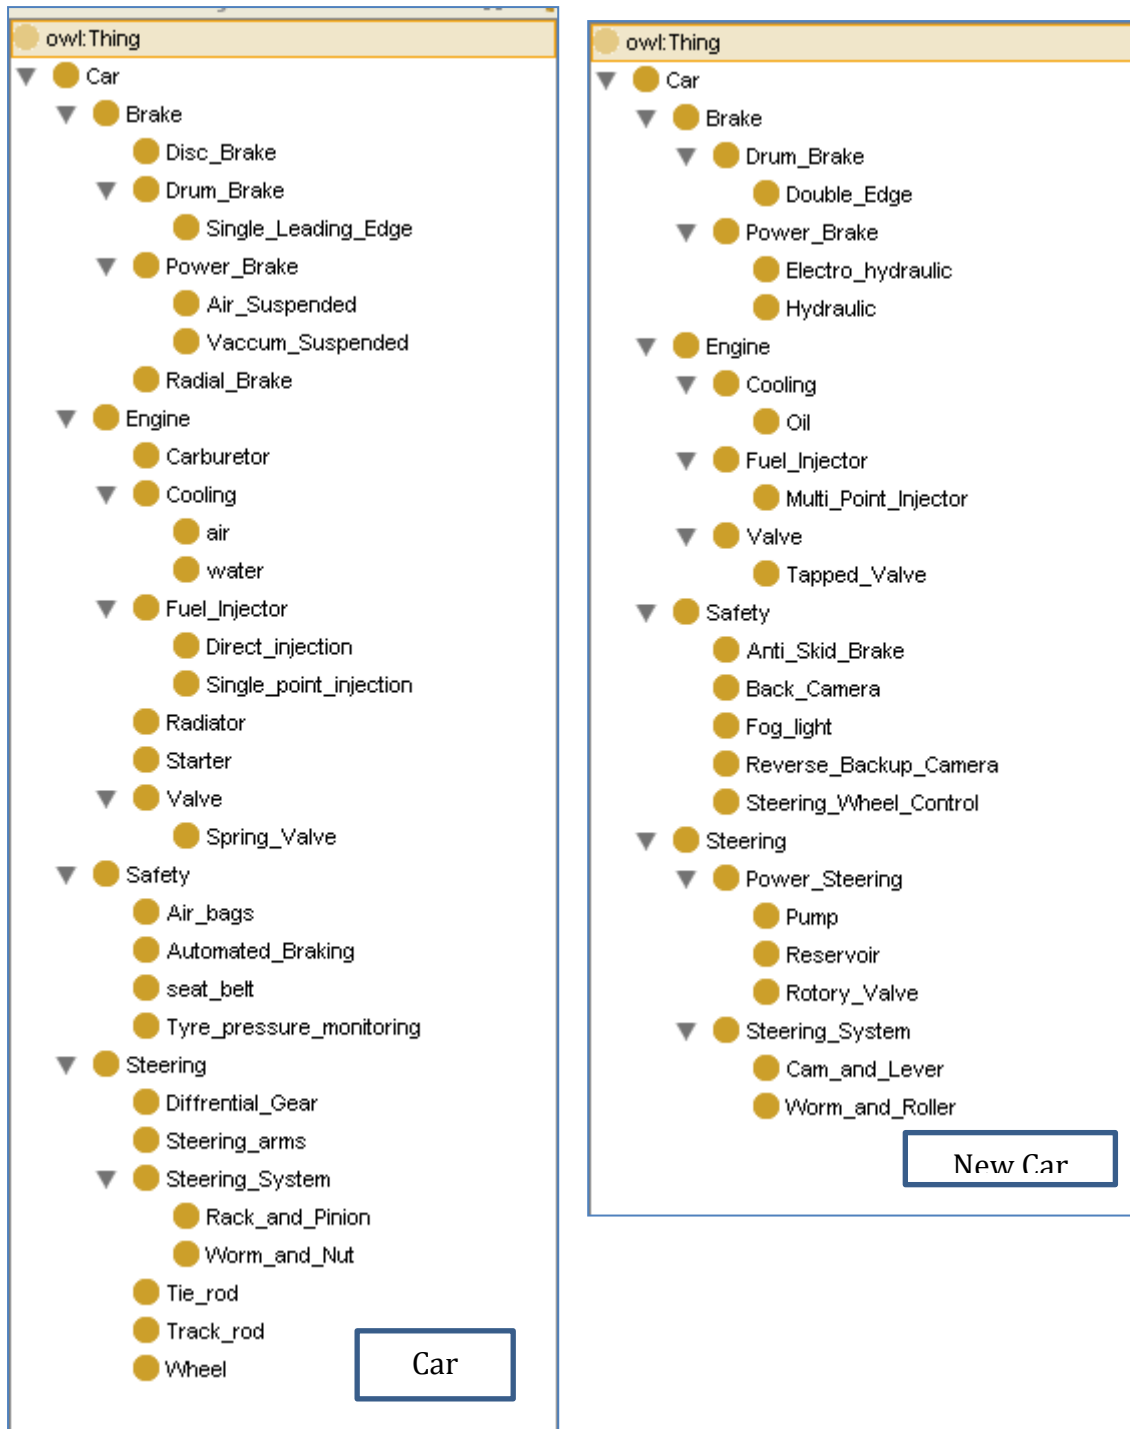 owl:Thing
Car
Brake
Disc_Brake
Drum_Brake
Single_Leading_Edge
Power_Brake
Air_Suspended
Vaccum_Suspended
Radial_Brake
Engine
Carburetor
Cooling
air
water
Fuel_Injector
Direct_injection
Single_point_injection
Radiator
Starter
Valve
Spring_Valve
Safety
Air_bags
Automated_Braking
seat_belt
Tyre_pressure_monitoring
Steering
Diffrential_Gear
Steering_arms
Steering_System
Rack_and_Pinion
Worm_and_Nut
Tie_rod
Track_rod
Wheel
Car
owl:Thing
Car
Brake
Drum_Brake
Double_Edge
Power_Brake
Electro_hydraulic
Hydraulic
Engine
Cooling
Oil
Fuel_Injector
Multi_Point_Injector
Valve
Tapped_Valve
Safety
Anti_Skid_Brake
Back_Camera
Fog_light
Reverse_Backup_Camera
Steering_Wheel_Control
Steering
Power_Steering
Pump
Reservoir
Rotory_Valve
Steering_System
Cam_and_Lever
Worm_and_Roller
New Car